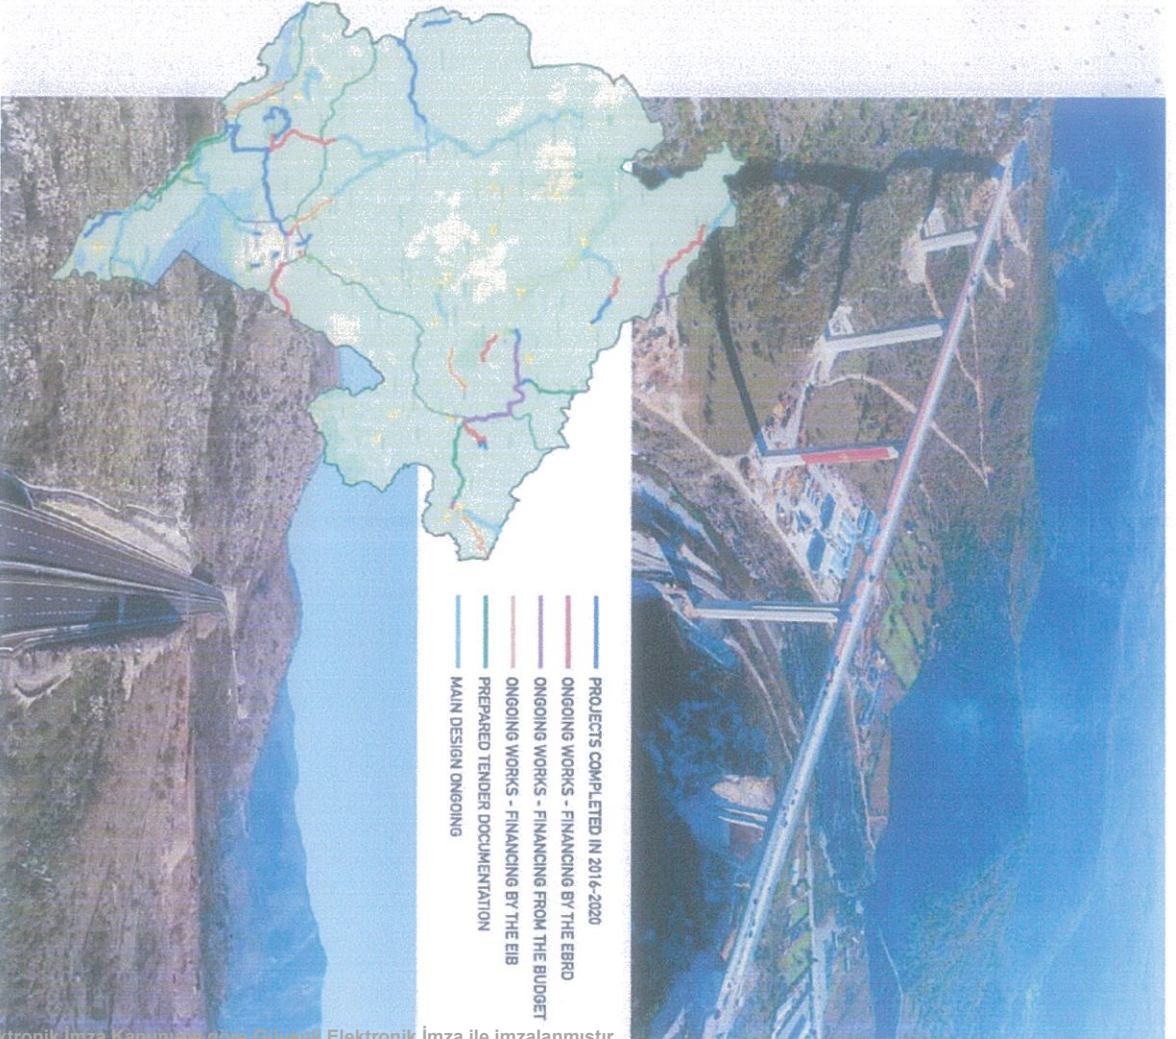 PROJECTS COMPLETED IN 2016-2020
ONGOING WORKS - FINANCING BY THE EBRD
ONGOING WORKS - FINANCING FROM THE BUDGET
ONGOING WORKS - FINANCING BY THE EIB
PREPARED TENDER DOCUMENTATION
MAIN DESIGN ONGOING
Güvenli Elektronik İmza ile imzalanmıştır